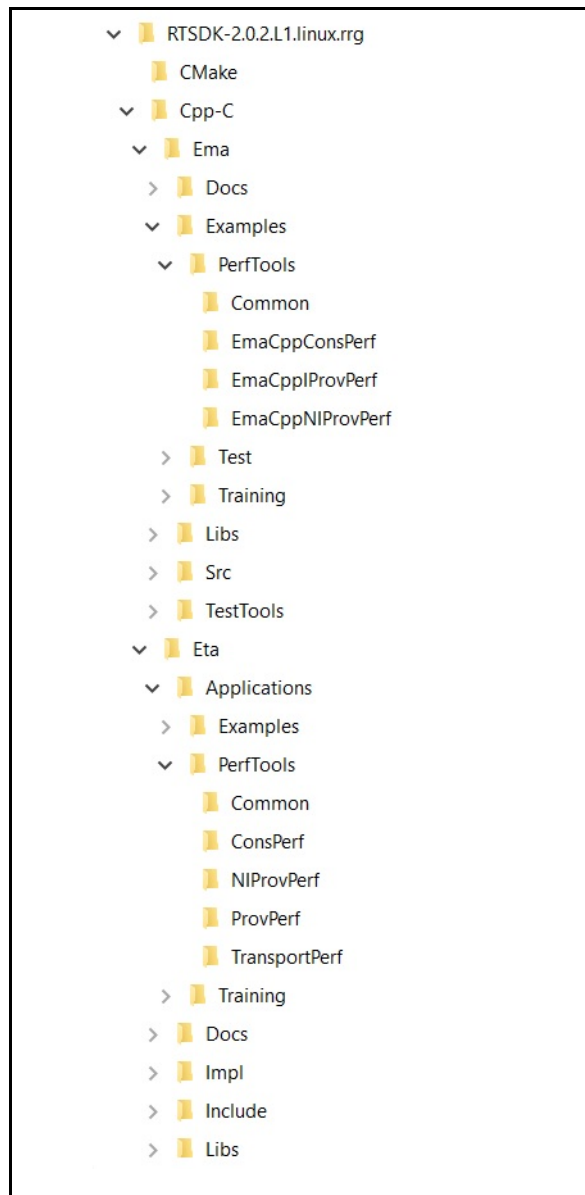 RTSDK-2.0.2.L1.linux.rrg
CMake
Cpp-C
Ema
Docs
Examples
PerfTools
Common
EmaCppConsPerf
EmaCppIProvPerf
EmaCppNIProvPerf
Test
Training
Libs
Src
TestTools
Eta
Applications
Examples
PerfTools
Common
ConsPerf
NIProvPerf
ProvPerf
TransportPerf
Training
Docs
Impl
Include
Libs